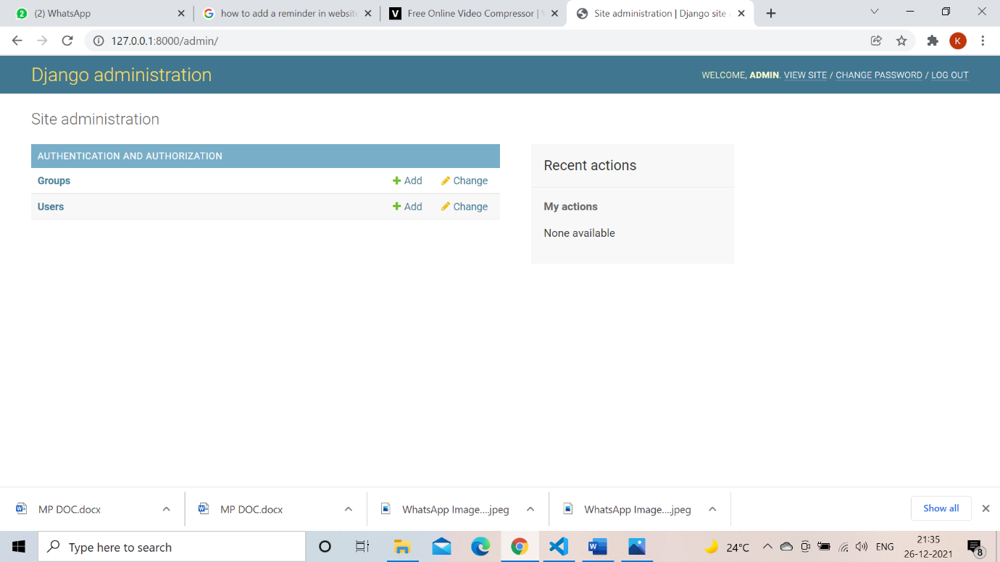 2 (2) WhatsApp
G how to add a reminder in website
V Free Online Video Compressor |
Site administration | Django site
127.0.0.1:8000/admin/
K
Django administration
WELCOME, ADMIN. VIEW SITE / CHANGE PASSWORD / LOG OUT
Site administration
AUTHENTICATION AND AUTHORIZATION
Groups Add Change
Users Add Change
Recent actions
My actions
None available
MP DOC.docx
MP DOC.docx
WhatsApp Image....jpeg
WhatsApp Image....jpeg
Show all
Type here to search
24°C
ENG
21:35
26-12-2021
8